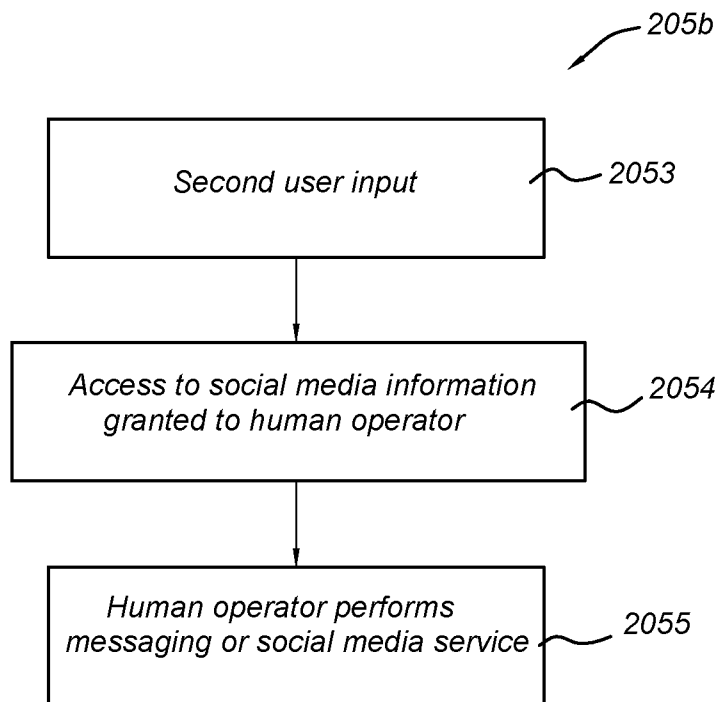 205b
Second user input
2053
Access to social media information
granted to human operator
2054
Human operator performs
messaging or social media service
2055